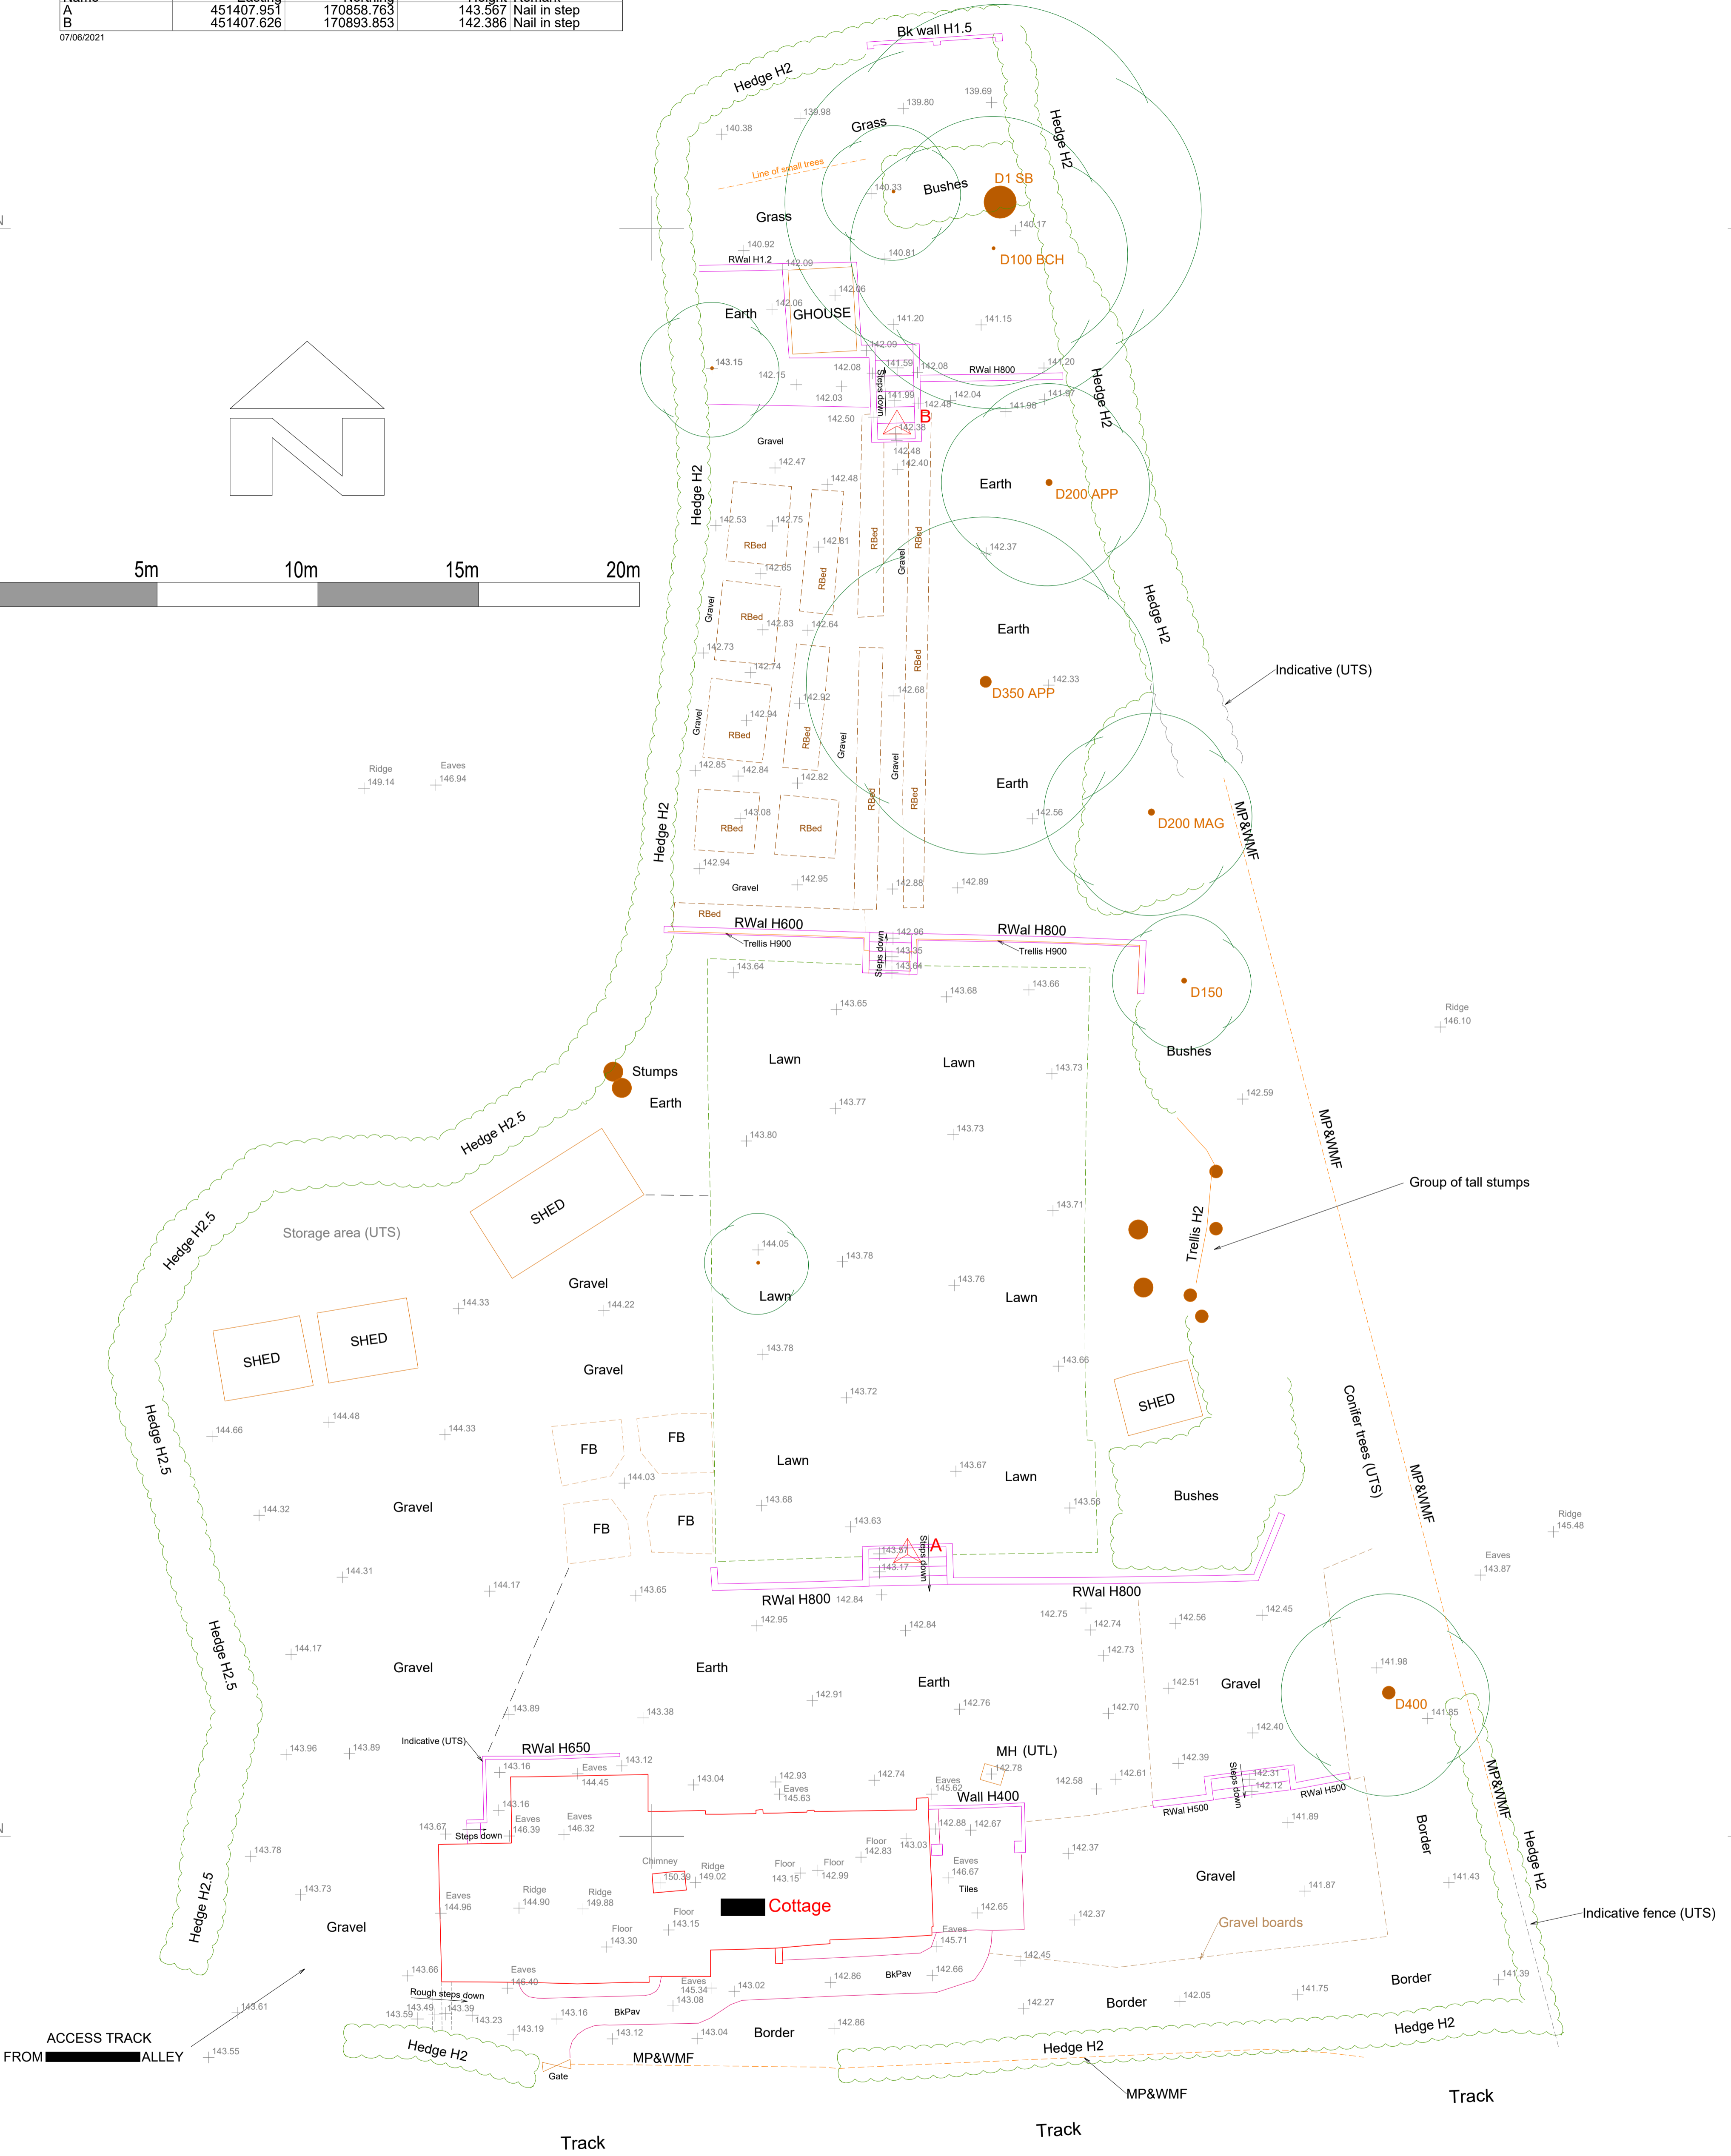 A 451407.951 170858.763 143.567 Nail in step
B 451407.626 170893.853 142.386 Nail in step
07/06/2021
Bk wall H1.5
Hedge H2
139.69
139.80
139.98
Grass
140.38
Hedge H2
Line of small trees
D1 SB
Bushes
140.33
Grass
140.17
140.92
140.81
D100 BCH
RWal H1.2
142.09
142.06
142.06
Earth
GHOUSE
141.20
141.15
142.09
143.15
142.08
141.59
142.08
141.20
RWal H800
142.15
Steps down
Hedge H2
142.03
141.99
142.48
142.04
141.98
141.97
142.50
B
142.38
Gravel
142.48
142.47
142.40
142.48
Earth
D200 APP
Hedge H2
142.53
142.75
RBed
RBed
142.81
RBed
142.37
Gravel
5m
10m
15m
20m
142.65
RBed
Gravel
RBed
142.83
142.64
Earth
Hedge H2
142.73
142.74
RBed
Indicative (UTS)
142.33
D350 APP
142.68
142.92
142.94
Gravel
RBed
RBed
Gravel
Gravel
Ridge
149.14
Eaves
146.94
142.85
142.84
142.82
Earth
RBed
RBed
143.08
142.56
D200 MAG
MP&WMF
Hedge H2
RBed
RBed
142.94
142.95
Gravel
142.88
142.89
RBed
RWal H600
RWal H800
Trellis H900
142.96
Steps down
143.35
Trellis H900
143.64
143.64
143.66
143.68
143.65
D150
Ridge
146.10
Bushes
Lawn
Lawn
Stumps
143.73
Earth
143.77
142.59
Hedge H2.5
143.80
143.73
MP&WMF
Group of tall stumps
SHED
143.71
Hedge H2.5
Storage area (UTS)
Trellis H2
144.05
143.78
Gravel
143.76
Lawn
Lawn
144.33
144.22
SHED
SHED
143.78
143.66
Gravel
143.72
SHED
Hedge H2.5
144.66
144.48
144.33
Conifer trees (UTS)
FB
FB
Lawn
143.67
Lawn
144.03
MP&WMF
Bushes
144.32
Gravel
143.68
143.56
FB
FB
143.63
Ridge
145.48
A
143.57
143.17
Steps down
Eaves
143.87
144.31
144.17
143.65
RWal H800
142.84
RWal H800
142.95
142.84
142.75
142.74
142.56
142.45
Hedge H2.5
144.17
Gravel
Earth
Earth
142.73
141.98
142.51
Gravel
D400
142.91
142.76
142.70
141.85
143.89
143.38
142.40
Indicative (UTS)
143.96
143.89
RWal H650
MH (UTL)
143.12
143.16
Eaves
144.45
143.04
142.93
Eaves
145.63
142.74
142.78
142.58
142.61
142.39
Steps down
142.31
142.12
MP&WMF
Eaves
145.62
Wall H400
RWal H500
RWal H500
143.16
141.89
143.67
Steps down
Eaves
146.39
Eaves
146.32
142.88
142.67
143.03
142.37
Border
Hedge H2
143.78
Floor
142.83
Chimney
150.39
Ridge
149.02
Floor
143.15
Floor
142.99
Eaves
146.67
Gravel
141.43
143.73
141.87
Hedge H2.5
Eaves
144.96
Ridge
144.90
Ridge
149.88
Cottage
Tiles
142.65
142.37
Gravel
Floor
143.15
Gravel boards
Indicative fence (UTS)
Floor
143.30
Eaves
145.71
142.45
143.66
Eaves
146.40
Eaves
145.34
143.02
142.86
BkPav
142.66
Border
141.39
Rough steps down
141.75
Border
142.05
143.61
143.59
143.49
143.39
143.23
143.16
BkPav
143.08
142.27
143.19
143.12
143.04
Border
142.86
Hedge H2
ACCESS TRACK
FROM ALLEY
143.55
Hedge H2
Gate
MP&WMF
Hedge H2
MP&WMF
Track
Track
Track